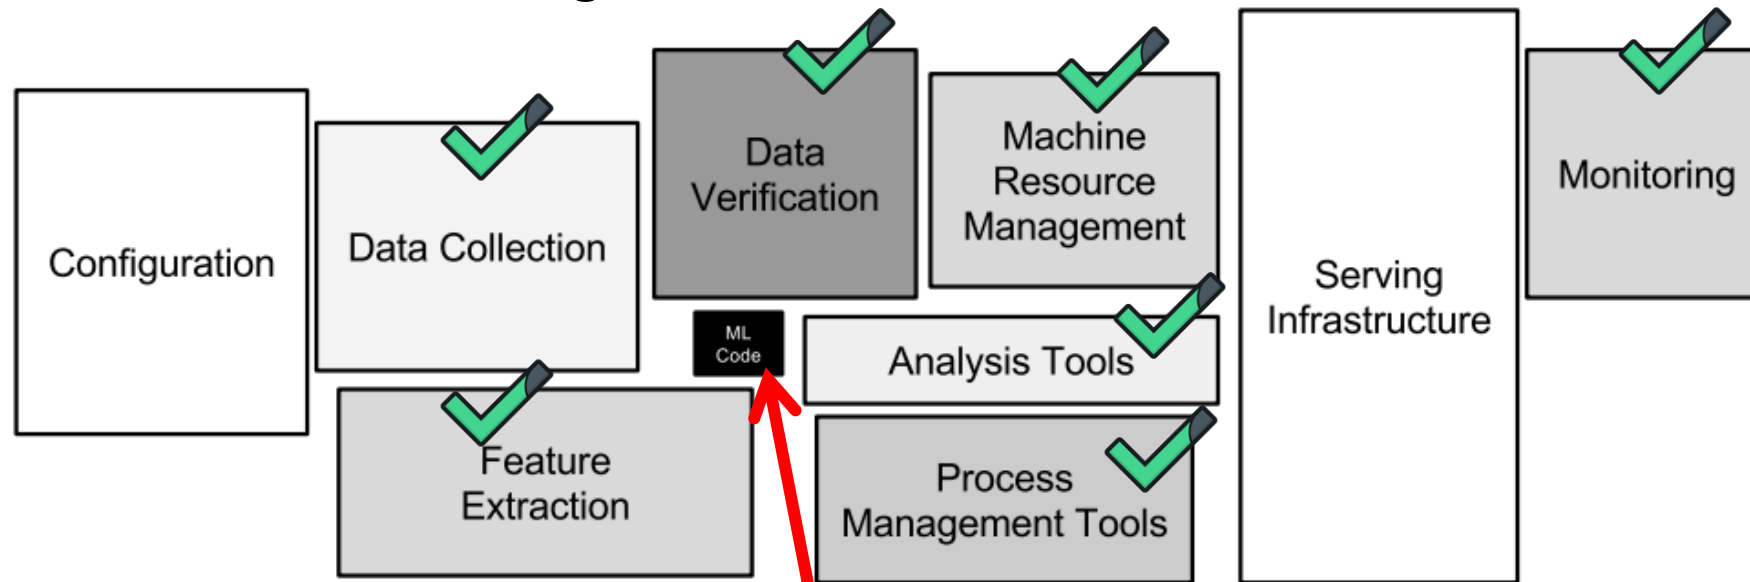 Configuration
Data Collection
Feature
Extraction
Data
Verification
ML
Code
Machine
Resource
Management
Analysis Tools
Process
Management Tools
Serving
Infrastructure
Monitoring